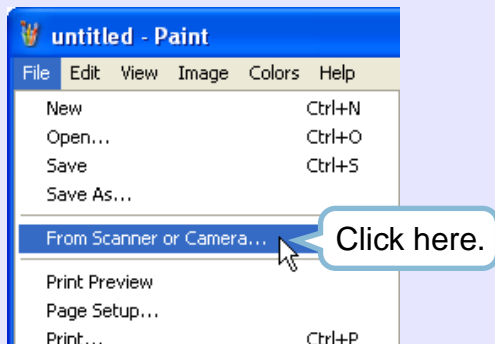 untitled - Paint
File Edit View Image Colors Help
New Ctrl+N
Open... Ctrl+O
Save Ctrl+S
Save As...
From Scanner or Camera...
Click here.
Print Preview
Page Setup...
Print... Ctrl+P